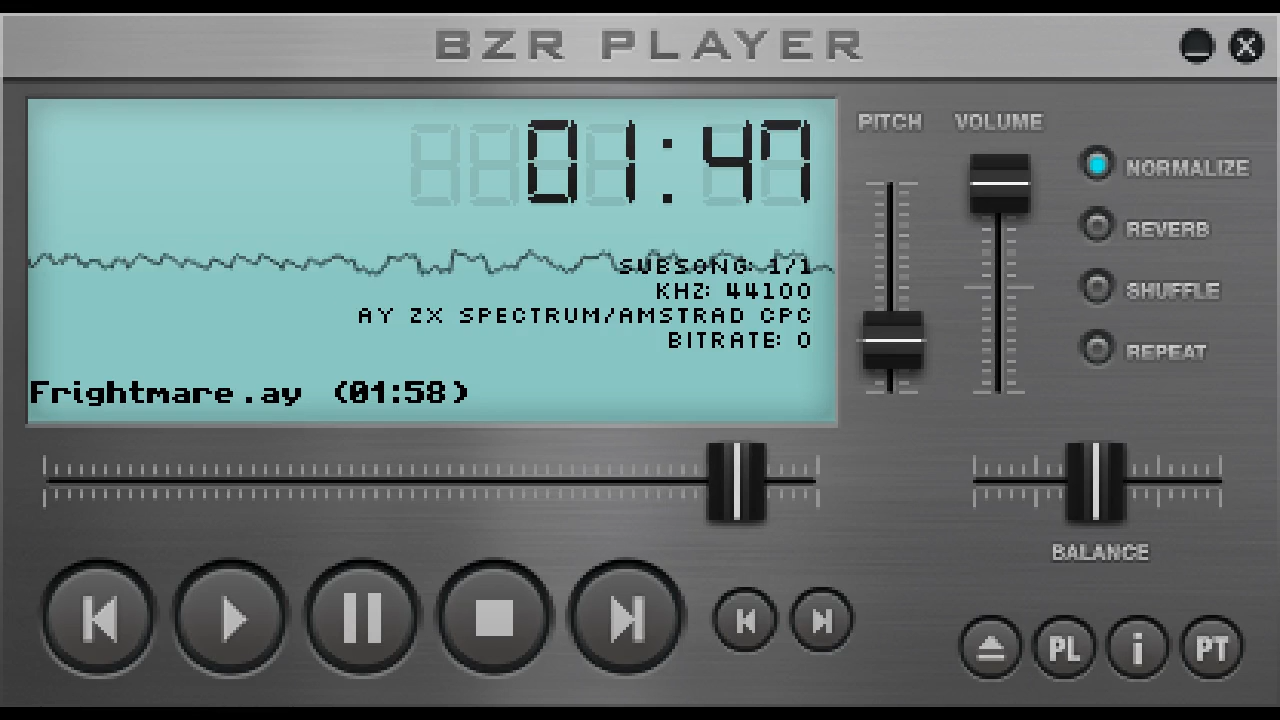 BZR PLAYER
01:47
PITCH
VOLUME
NORMALIZE
REVERB
SHUFFLE
REPEAT
SUBSONG: 1/1
KHZ: 44100
AY ZX SPECTRUM/AMSTRAD CPC
BITRATE: 0
Frightmare.ay (01:58)
BALANCE
PL
i
PT